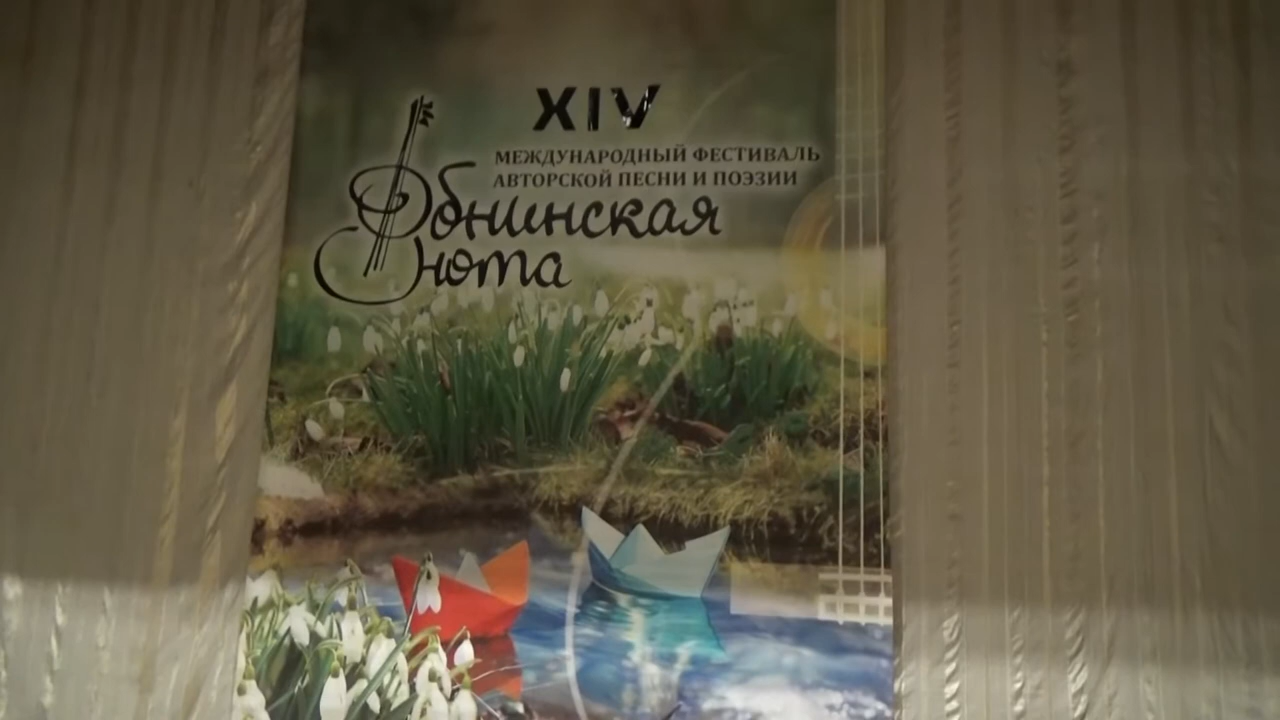 XIV
МЕЖДУНАРОДНЫЙ ФЕСТИВАЛЬ
АВТОРСКОЙ ПЕСНИ И ПОЭЗИИ
Обнинская
нота